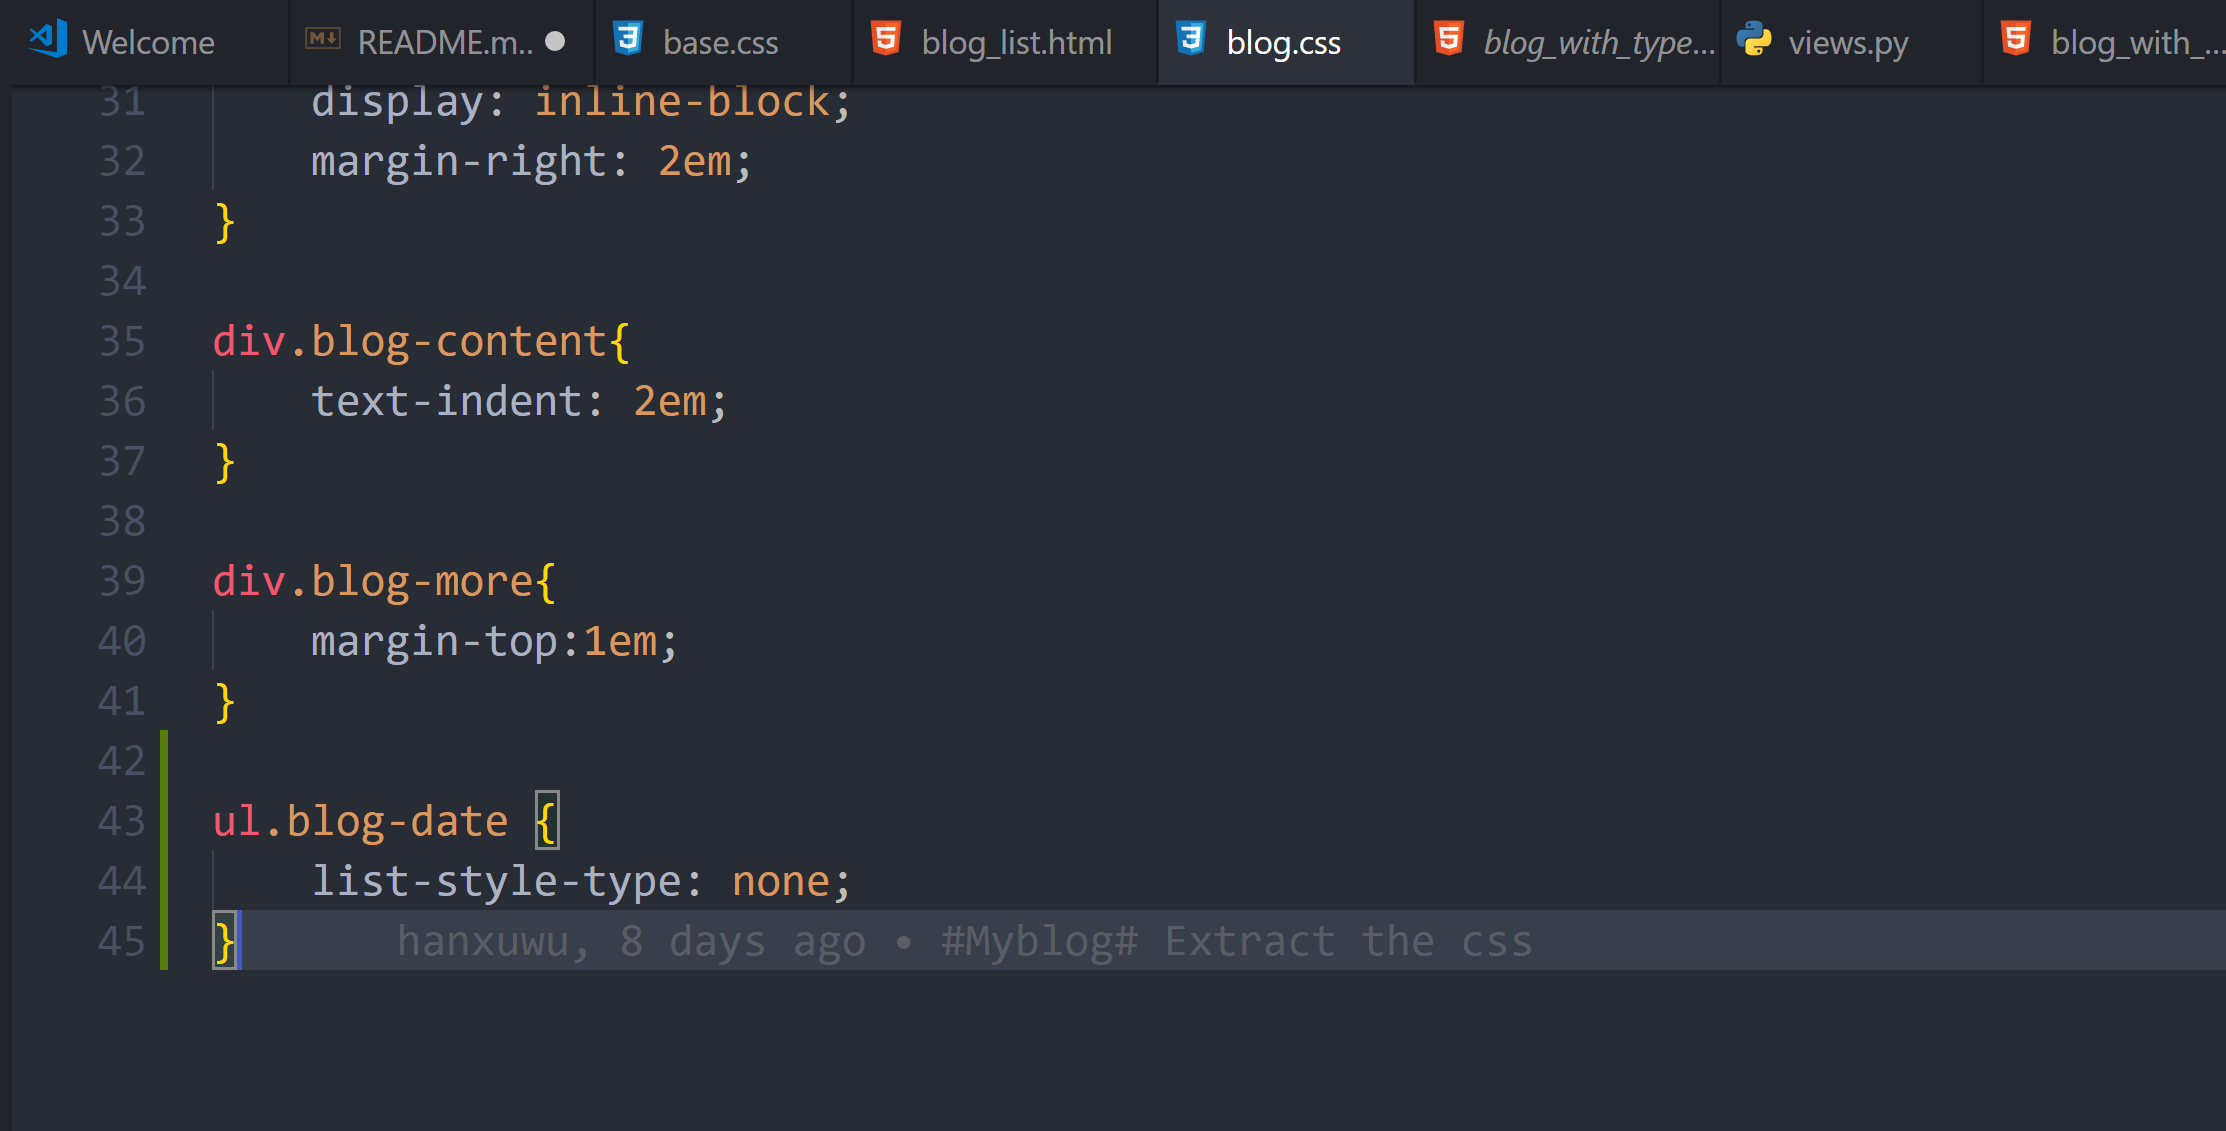 Welcome README.m.. base.css blog_list.html blog.css blog_with_type... views.py blog_with_...
31 display: inline-block;
32 margin-right: 2em;
33 }
34
35 div.blog-content{
36 text-indent: 2em;
37 }
38
39 div.blog-more{
40 margin-top:1em;
41 }
42
43 ul.blog-date {
44 list-style-type: none;
45 } hanxuwu, 8 days ago • #Myblog# Extract the css